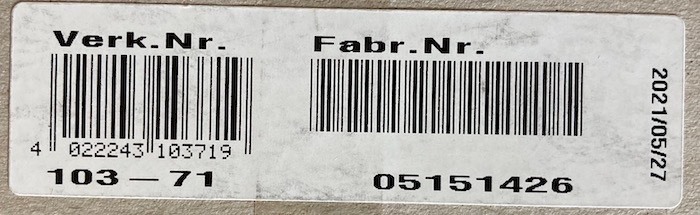 Verk.Nr.
Fabr.Nr.
4 022243 103719
103-71
05151426
2021/05/27